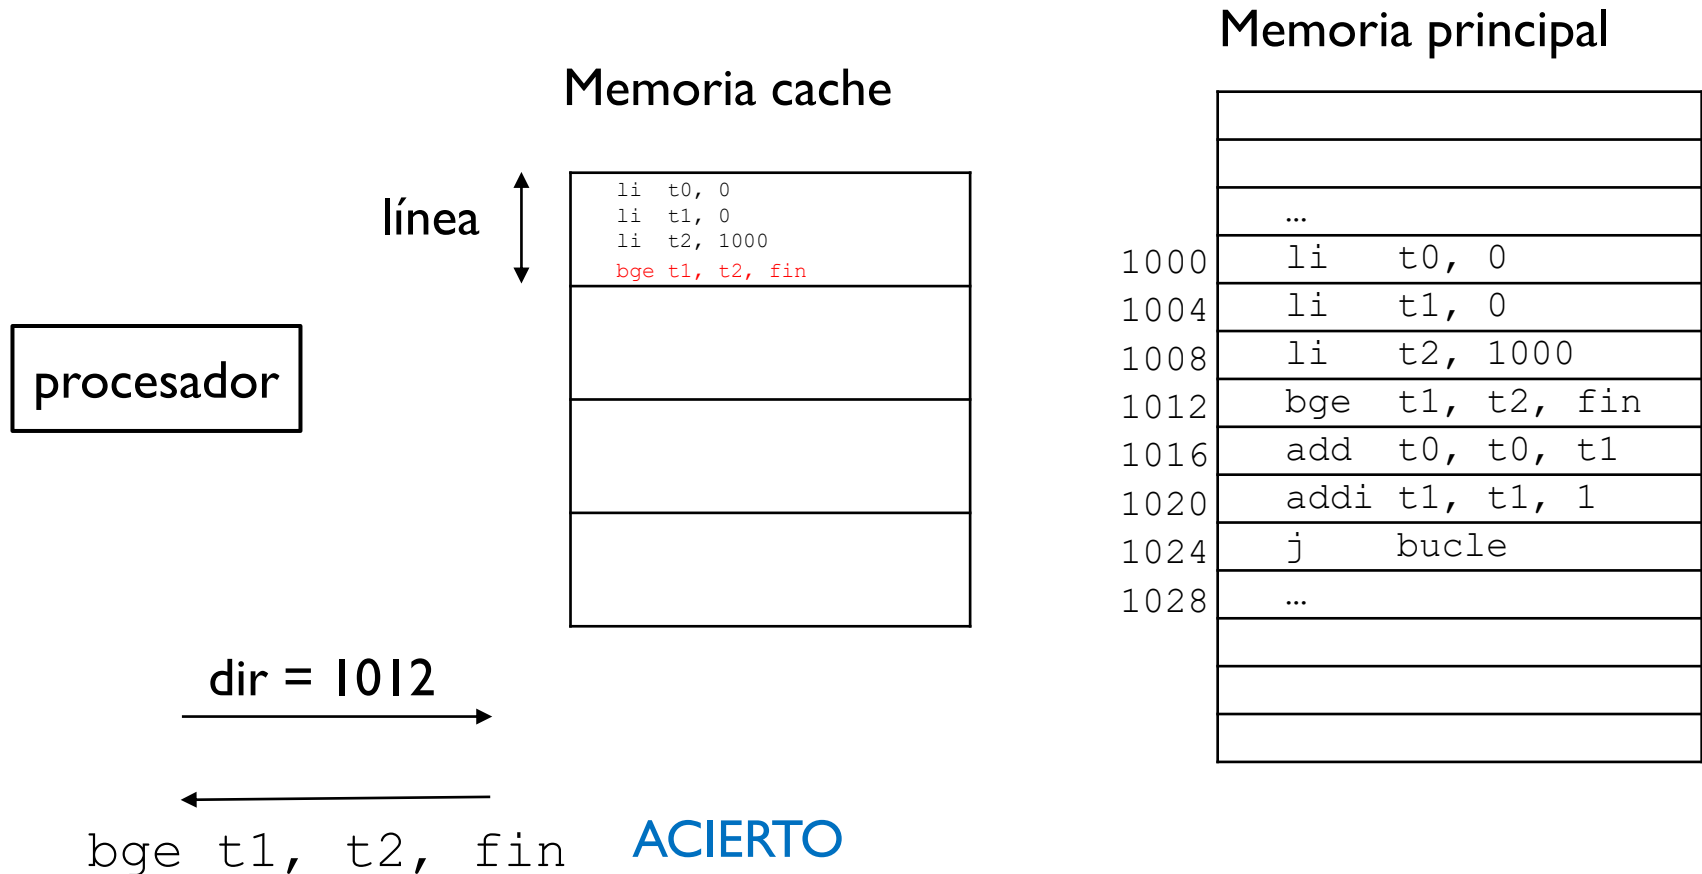 Memoria principal
Memoria cache
línea
li t0, 0
li t1, 0
li t2, 1000
bge t1, t2, fin
procesador
…
1000 li t0, 0
1004 li t1, 0
1008 li t2, 1000
1012 bge t1, t2, fin
1016 add t0, t0, t1
1020 addi t1, t1, 1
1024 j bucle
1028 …
dir = 1012
bge t1, t2, fin
ACIERTO